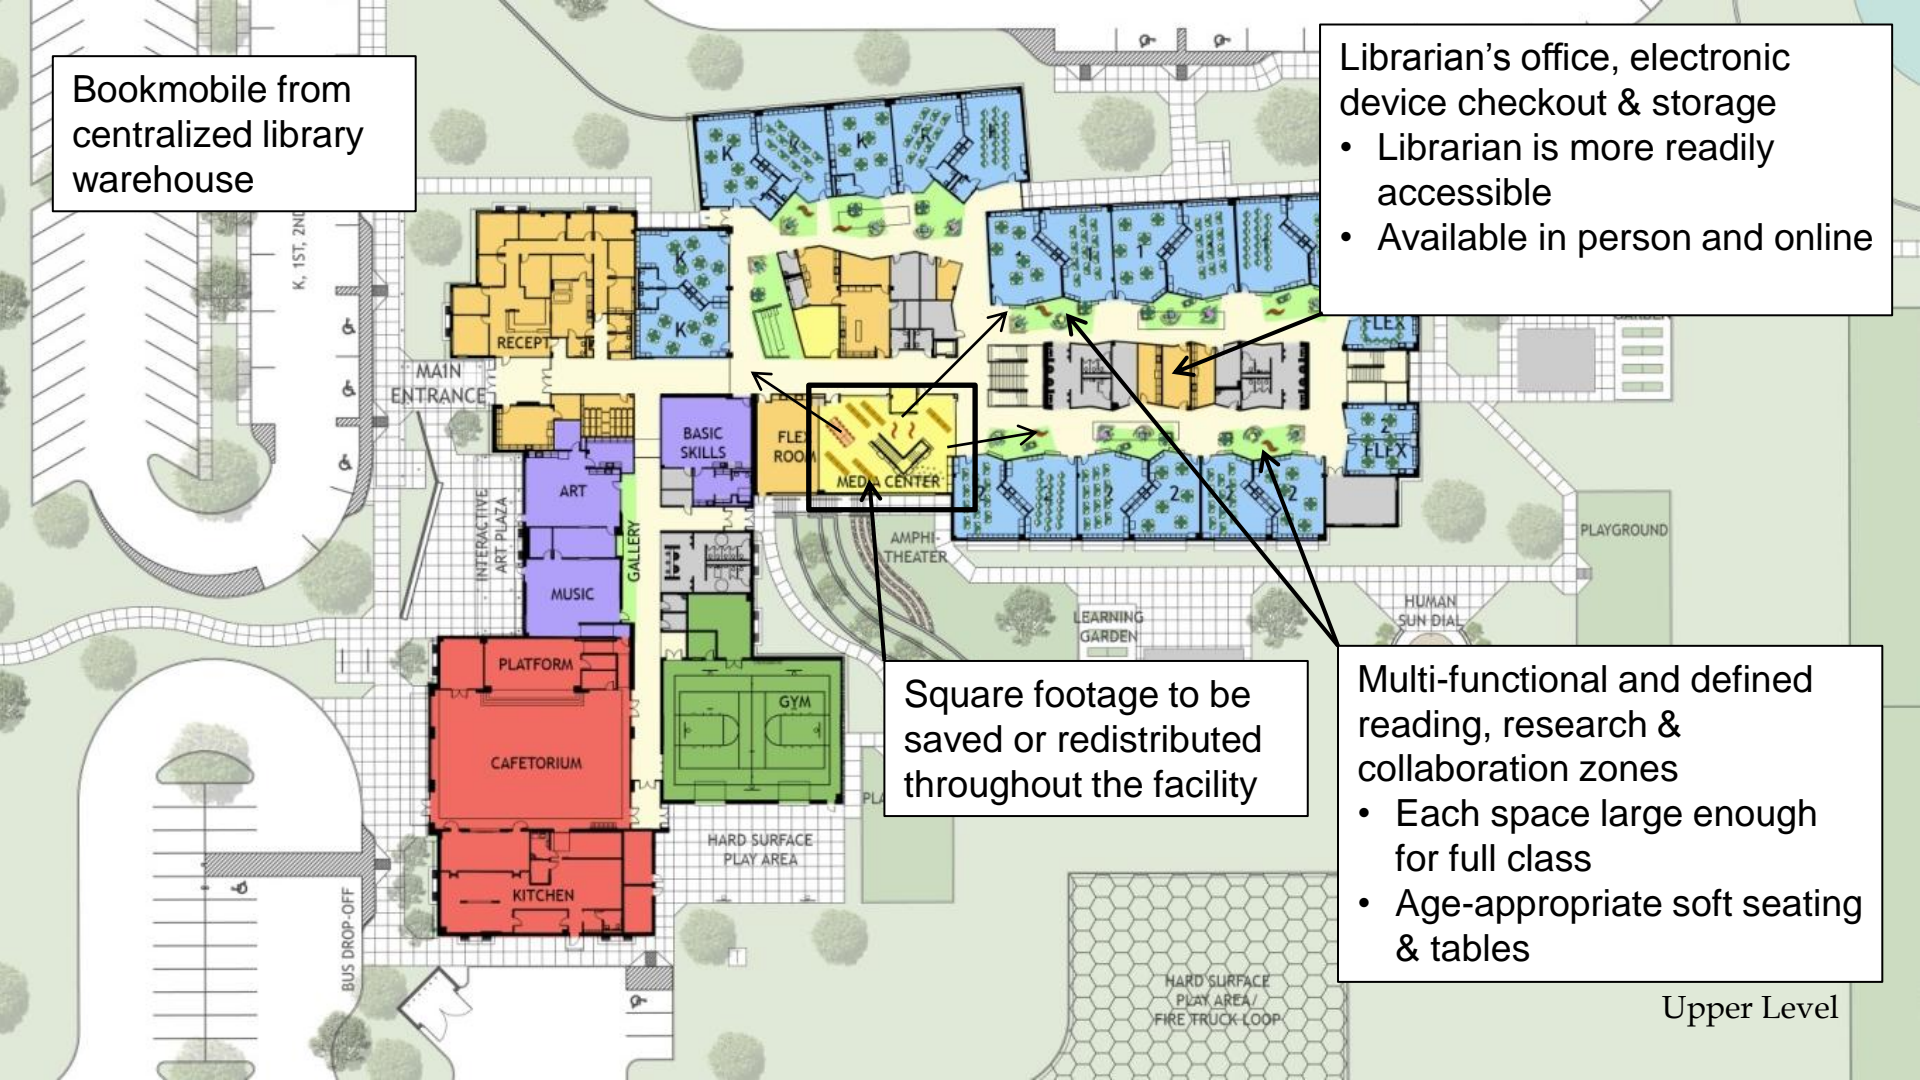 Bookmobile from
centralized library
warehouse
Librarian’s office, electronic
device checkout & storage
• Librarian is more readily
accessible
• Available in person and online
K, 1ST, 2ND
K
K
K
K
K
1
1
RECEPT
FLEX
MAIN
ENTRANCE
BASIC
SKILLS
FLEX
ROOM
MEDIA CENTER
2
FLEX
2
2
2
2
2
ART
INTERACTIVE
ART PLAZA
GALLERY
MUSIC
AMPHI-
THEATER
PLAYGROUND
LEARNING
GARDEN
HUMAN
SUN DIAL
PLATFORM
GYM
CAFETORIUM
Square footage to be
saved or redistributed
throughout the facility
Multi-functional and defined
reading, research &
collaboration zones
• Each space large enough
for full class
• Age-appropriate soft seating
& tables
HARD SURFACE
PLAY AREA
KITCHEN
BUS DROP-OFF
HARD SURFACE
PLAY AREA/
FIRE TRUCK LOOP
Upper Level